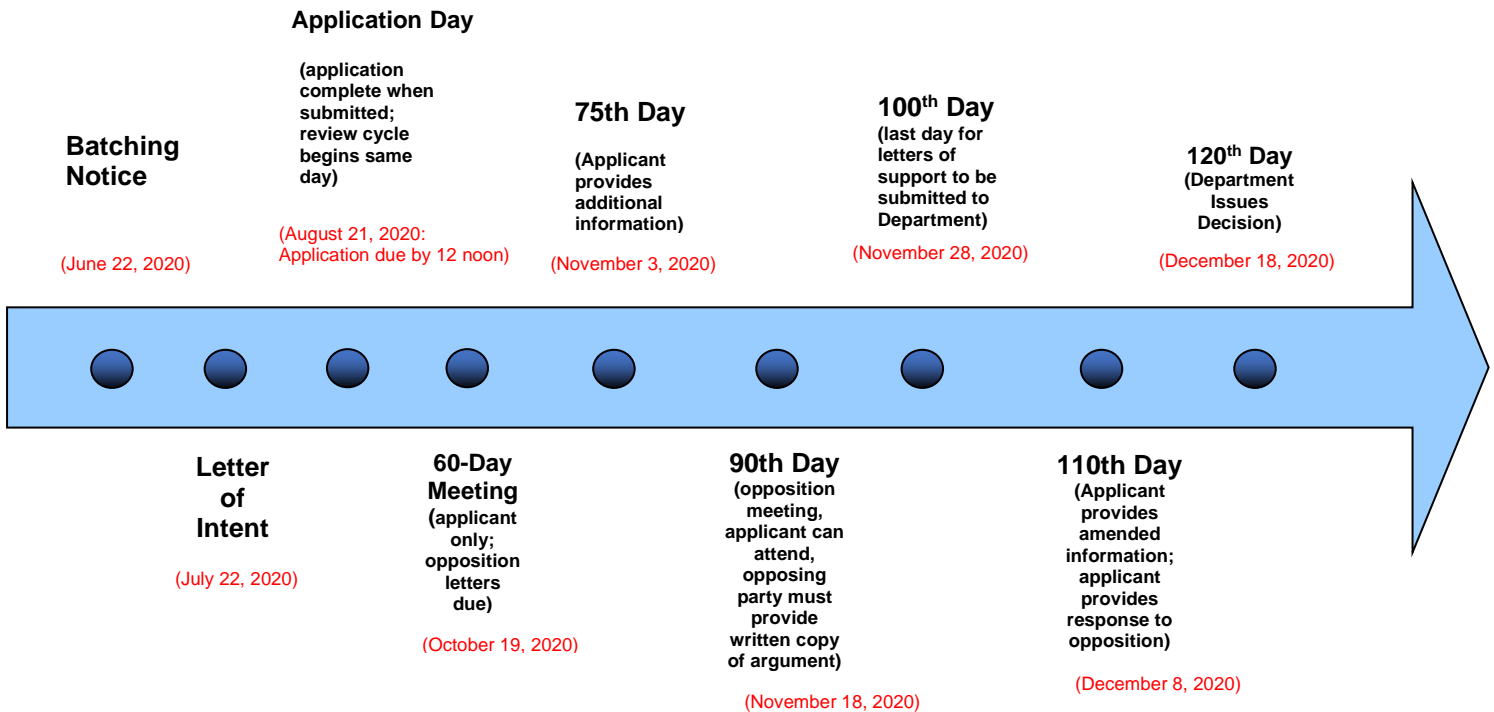 Batching
Notice
(June 22, 2020)
Letter
of
Intent
(July 22, 2020)
Application Day
(application
complete when
submitted;
review cycle
begins same
day)
(August 21, 2020:
Application due by 12 noon)
60-Day
Meeting
(applicant
only;
opposition
letters
due)
(October 19, 2020)
75th Day
(Applicant
provides
additional
information)
(November 3, 2020)
90th Day
(opposition
meeting,
applicant can
attend,
opposing
party must
provide
written copy
of argument)
(November 18, 2020)
100th Day
(last day for
letters of
support to be
submitted to
Department)
(November 28, 2020)
110th Day
(Applicant
provides
amended
information;
applicant
provides
response to
opposition)
(December 8, 2020)
120th Day
(Department
Issues
Decision)
(December 18, 2020)